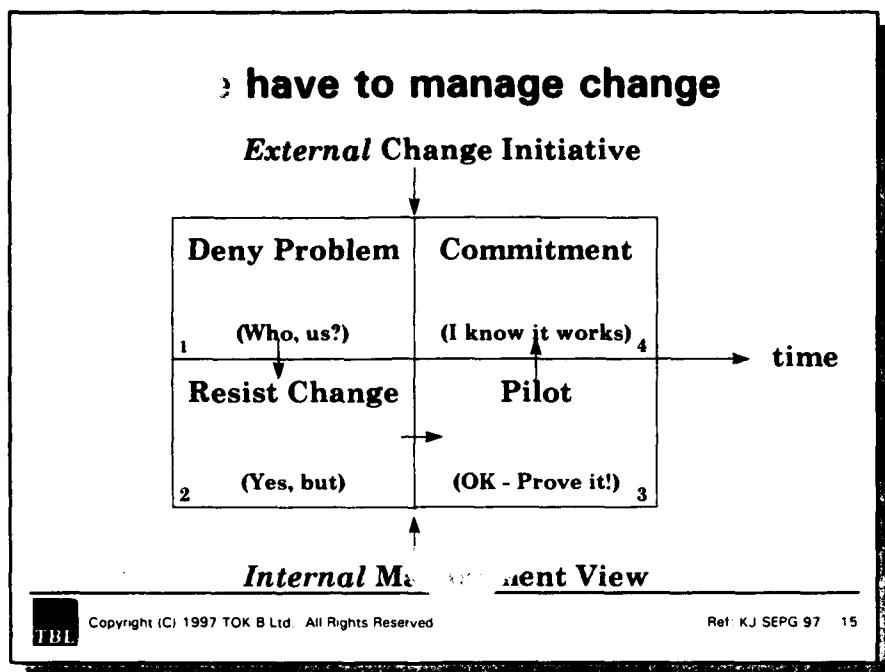 have to manage change
External Change Initiative
Deny Problem
(Who, us?)
1
Commitment
(I know it works)
4
time
Resist Change
(Yes, but)
2
Pilot
(OK - Prove it!)
3
Internal View
TBL
Copyright (C) 1997 TOK B Ltd. All Rights Reserved
Ref: KJ SEPG 97 15